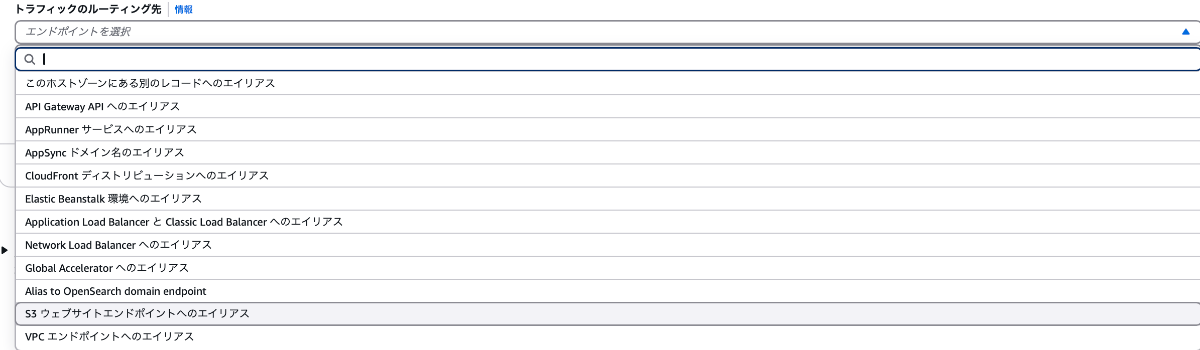 トラフィックのルーティング先 情報
エンドポイントを選択
このホストゾーンにある別のレコードへのエイリアス
API Gateway API へのエイリアス
AppRunner サービスへのエイリアス
AppSync ドメイン名のエイリアス
CloudFront ディストリビューションへのエイリアス
Elastic Beanstalk 環境へのエイリアス
Application Load Balancer と Classic Load Balancer へのエイリアス
Network Load Balancer へのエイリアス
Global Accelerator へのエイリアス
Alias to OpenSearch domain endpoint
S3 ウェブサイトエンドポイントへのエイリアス
VPC エンドポイントへのエイリアス